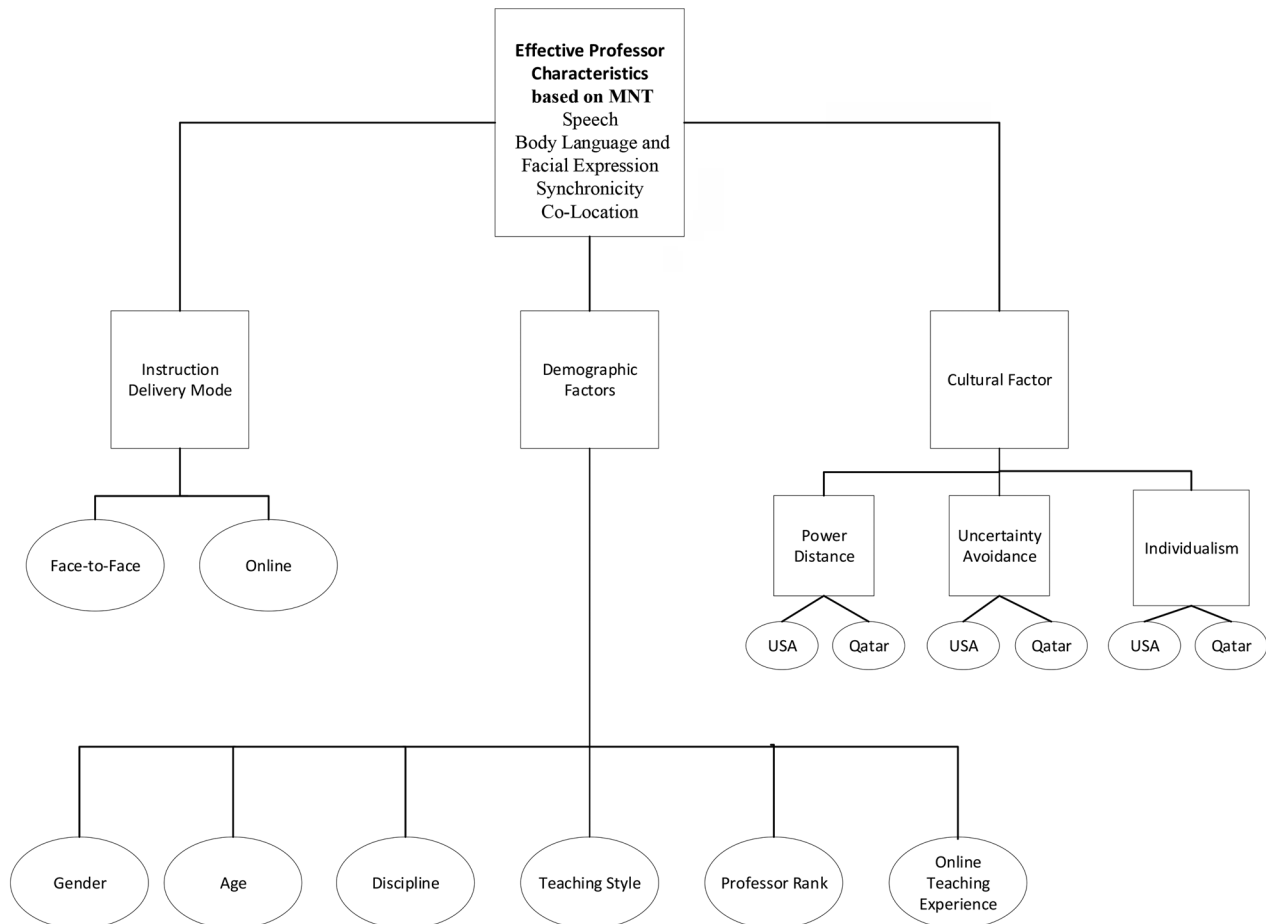 Effective Professor
Characteristics
based on MNT
Speech
Body Language and
Facial Expression
Synchronicity
Co-Location
Instruction
Delivery Mode
Demographic
Factors
Cultural Factor
Face-to-Face
Online
Power
Distance
Uncertainty
Avoidance
Individualism
USA
Qatar
USA
Qatar
USA
Qatar
Gender
Age
Discipline
Teaching Style
Professor Rank
Online
Teaching
Experience